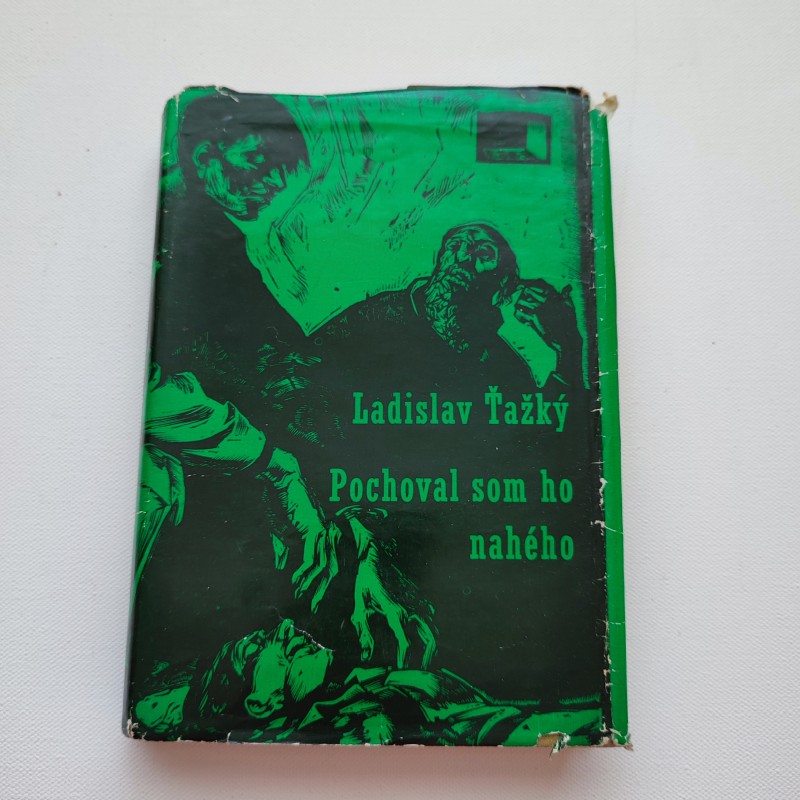 Ladislav Ťažký
Pochoval som ho
nahého